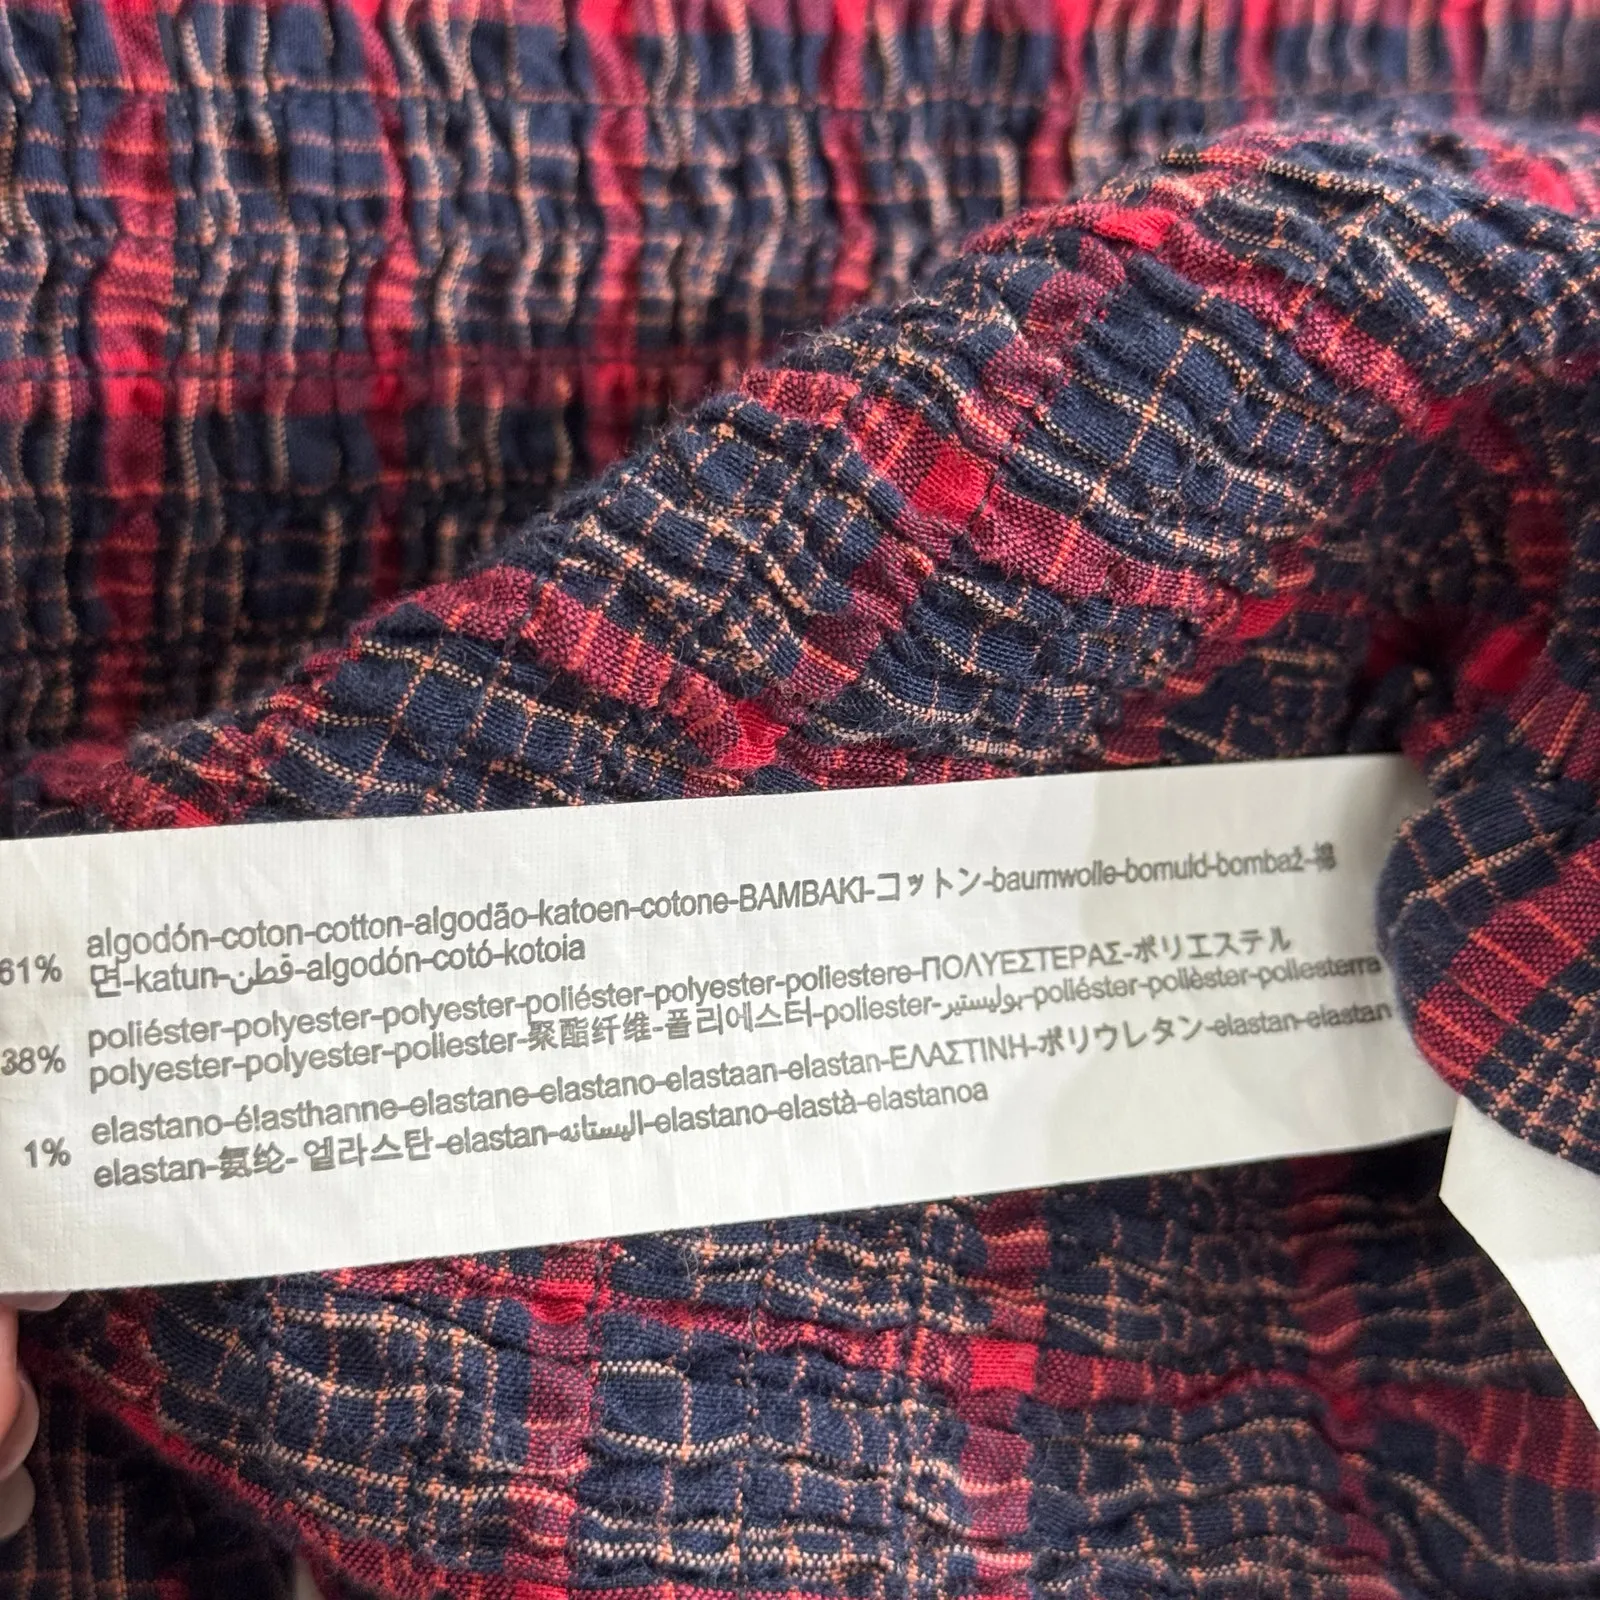 61% algodón-coton-cotton-algodão-katoen-cotone-BAMBAKI-コットン-baumwolle-bomuld-bombaž-棉
면-katun-قطن-algodón-cotó-kotoia
38% poliéster-polyester-polyester-poliéster-polyester-poliestere-ΠΟΛΥΕΣΤΕΡΑΣ-ポリエステル
polyester-polyester-poliester-聚酯纤维-폴리에스터-poliester-بوليستير-poliéster-polièster-poliesterra
1% elastano-élasthanne-elastane-elastano-elastaan-elastan-ΕΛΑΣΤΙΝΗ-ポリウレタン-elastan-elastan
elastan-氨纶- 엘라스탄-elastan-اليستانه-elastano-elastà-elastanoa